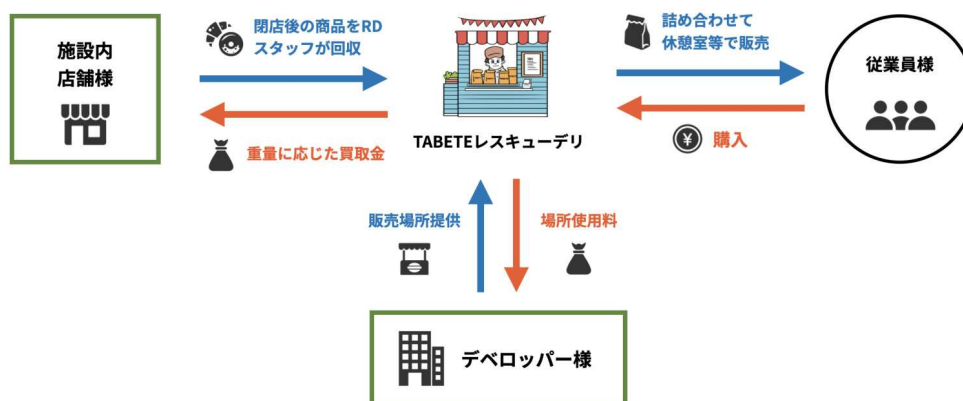 施設内
店舗様
閉店後の商品をRD
スタッフが回収
重量に応じた買取金
TABETEレスキューデリ
詰め合わせて
休憩室等で販売
購入
従業員様
販売場所提供
場所使用料
デベロッパー様